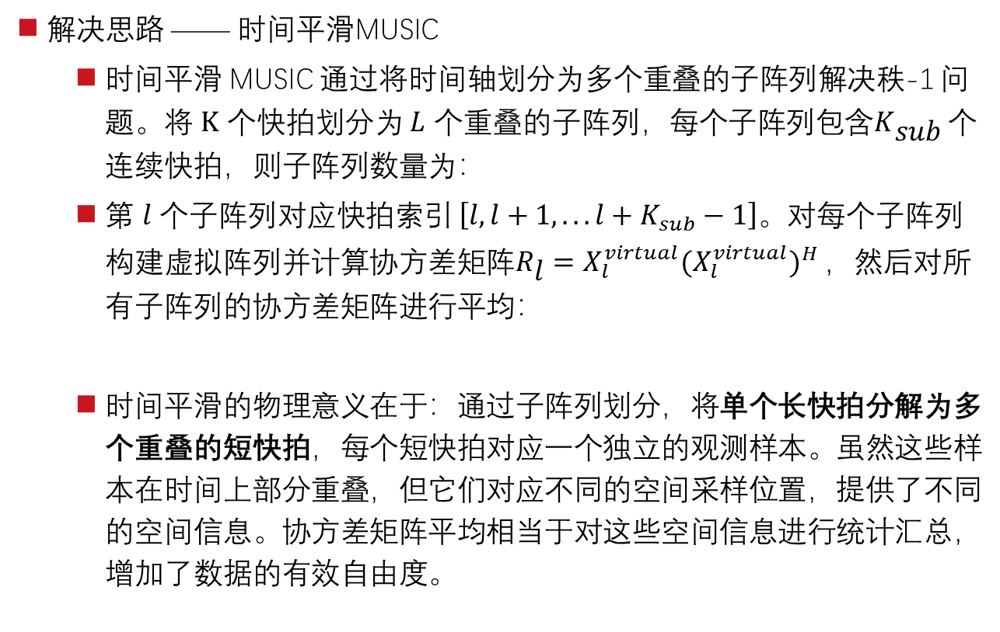 解决思路 —— 时间平滑MUSIC
时间平滑 MUSIC 通过将时间轴划分为多个重叠的子阵列解决秩-1 问
题。将 K 个快拍划分为 L 个重叠的子阵列，每个子阵列包含K_{sub} 个
连续快拍，则子阵列数量为：
第 l 个子阵列对应快拍索引 [l, l + 1, … l + K_{sub} − 1]。对每个子阵列
构建虚拟阵列并计算协方差矩阵R_l = X_l^{virtual}(X_l^{virtual})^H，然后对所
有子阵列的协方差矩阵进行平均：
时间平滑的物理意义在于：通过子阵列划分，将单个长快拍分解为多
个重叠的短快拍，每个短快拍对应一个独立的观测样本。虽然这些样
本在时间上部分重叠，但它们对应不同的空间采样位置，提供了不同
的空间信息。协方差矩阵平均相当于对这些空间信息进行统计汇总，
增加了数据的有效自由度。